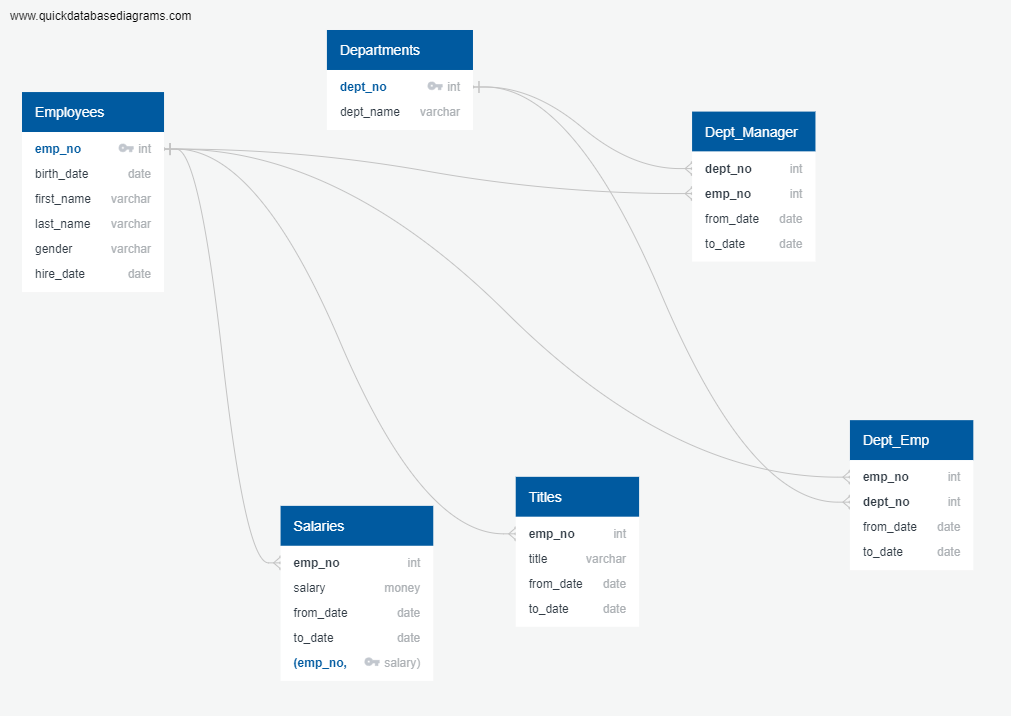 www.quickdatabasediagrams.com
Departments
dept_no int
dept_name varchar
Employees
emp_no int
birth_date date
first_name varchar
last_name varchar
gender varchar
hire_date date
Dept_Manager
dept_no int
emp_no int
from_date date
to_date date
Dept_Emp
emp_no int
dept_no int
from_date date
to_date date
Titles
emp_no int
title varchar
from_date date
to_date date
Salaries
emp_no int
salary money
from_date date
to_date date
(emp_no, salary)